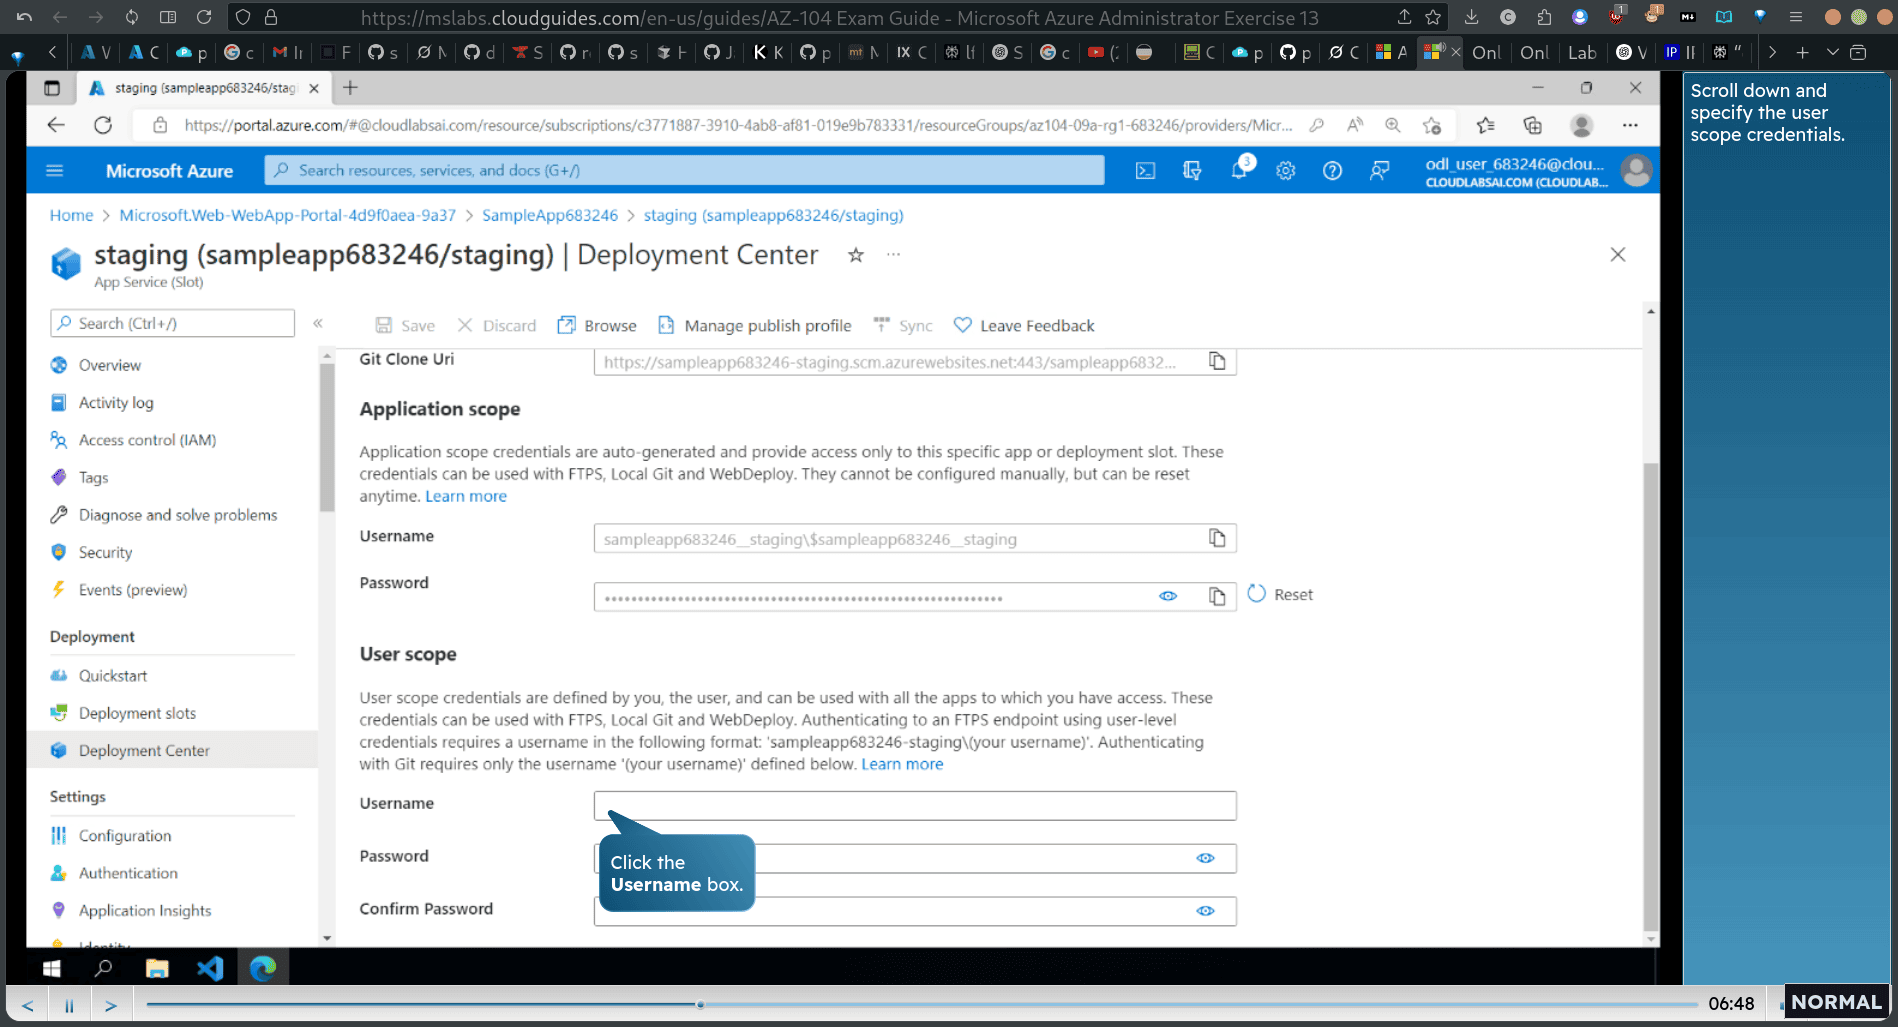 https://mslabs.cloudguides.com/en-us/guides/AZ-104 Exam Guide - Microsoft Azure Administrator Exercise 13
Onl
Onl
Lab
staging (sampleapp683246/stagi
https://portal.azure.com/#@cloudlabsai.com/resource/subscriptions/c3771887-3910-4ab8-af81-019e9b783331/resourceGroups/az104-09a-rg1-683246/providers/Micr...
Microsoft Azure
Search resources, services, and docs (G+/)
3
odl_user_683246@clou...
CLOUDLABSAI.COM (CLOUDLAB...
Home > Microsoft.Web-WebApp-Portal-4d9f0aea-9a37 > SampleApp683246 > staging (sampleapp683246/staging)
staging (sampleapp683246/staging) | Deployment Center
App Service (Slot)
Search (Ctrl+/)
Save
Discard
Browse
Manage publish profile
Sync
Leave Feedback
Overview
Activity log
Access control (IAM)
Tags
Diagnose and solve problems
Security
Events (preview)
Deployment
Quickstart
Deployment slots
Deployment Center
Settings
Configuration
Authentication
Application Insights
Identity
Git Clone Uri
https://sampleapp683246-staging.scm.azurewebsites.net:443/sampleapp6832...
Application scope
Application scope credentials are auto-generated and provide access only to this specific app or deployment slot. These
credentials can be used with FTPS, Local Git and WebDeploy. They cannot be configured manually, but can be reset
anytime. Learn more
Username
sampleapp683246__staging\$sampleapp683246__staging
Password
Reset
User scope
User scope credentials are defined by you, the user, and can be used with all the apps to which you have access. These
credentials can be used with FTPS, Local Git and WebDeploy. Authenticating to an FTPS endpoint using user-level
credentials requires a username in the following format: 'sampleapp683246-staging\(your username)'. Authenticating
with Git requires only the username '(your username)' defined below. Learn more
Username
Password
Confirm Password
Click the
Username box.
Scroll down and
specify the user
scope credentials.
06:48
NORMAL